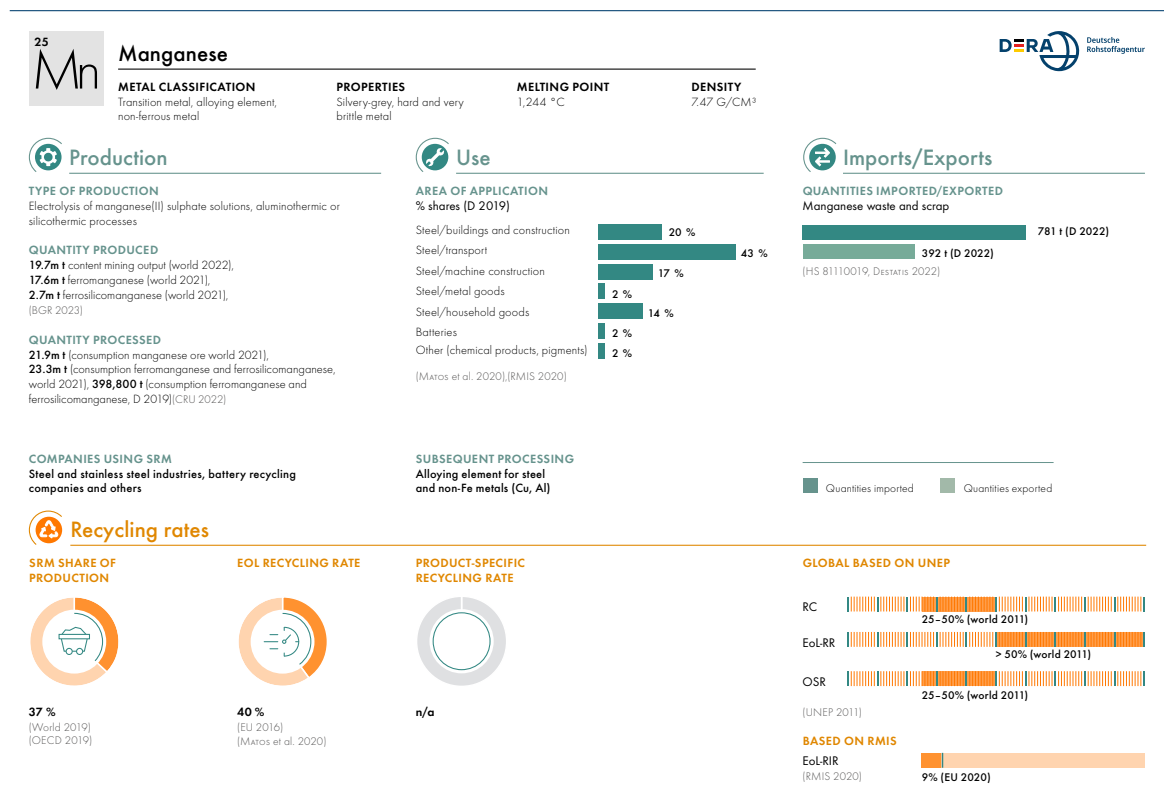 25
Mn
Manganese
DERA
Deutsche
Rohstoffagentur
METAL CLASSIFICATION
Transition metal, alloying element,
non-ferrous metal
PROPERTIES
Silvery-grey, hard and very
brittle metal
MELTING POINT
1,244 °C
DENSITY
7.47 G/CM³
Production
TYPE OF PRODUCTION
Electrolysis of manganese(II) sulphate solutions, aluminothermic or
silicothermic processes
QUANTITY PRODUCED
19.7m t content mining output (world 2022),
17.6m t ferromanganese (world 2021),
2.7m t ferrosilicomanganese (world 2021),
(BGR 2023)
QUANTITY PROCESSED
21.9m t (consumption manganese ore world 2021),
23.3m t (consumption ferromanganese and ferrosilicomanganese,
world 2021), 398,800 t (consumption ferromanganese and
ferrosilicomanganese, D 2019)(CRU 2022)
COMPANIES USING SRM
Steel and stainless steel industries, battery recycling
companies and others
Use
AREA OF APPLICATION
% shares (D 2019)
Steel/buildings and construction 20 %
Steel/transport 43 %
Steel/machine construction 17 %
Steel/metal goods 2 %
Steel/household goods 14 %
Batteries 2 %
Other (chemical products, pigments) 2 %
(Matos et al. 2020),(RMIS 2020)
SUBSEQUENT PROCESSING
Alloying element for steel
and non-Fe metals (Cu, Al)
Imports/Exports
QUANTITIES IMPORTED/EXPORTED
Manganese waste and scrap
781 t (D 2022)
392 t (D 2022)
(HS 81110019, Destatis 2022)
Quantities imported
Quantities exported
Recycling rates
SRM SHARE OF
PRODUCTION
37 %
(World 2019)
(OECD 2019)
EOL RECYCLING RATE
40 %
(EU 2016)
(Matos et al. 2020)
PRODUCT-SPECIFIC
RECYCLING RATE
n/a
GLOBAL BASED ON UNEP
RC
25–50% (world 2011)
EoL-RR
> 50% (world 2011)
OSR
25–50% (world 2011)
(UNEP 2011)
BASED ON RMIS
EoL-RIR
(RMIS 2020)
9% (EU 2020)